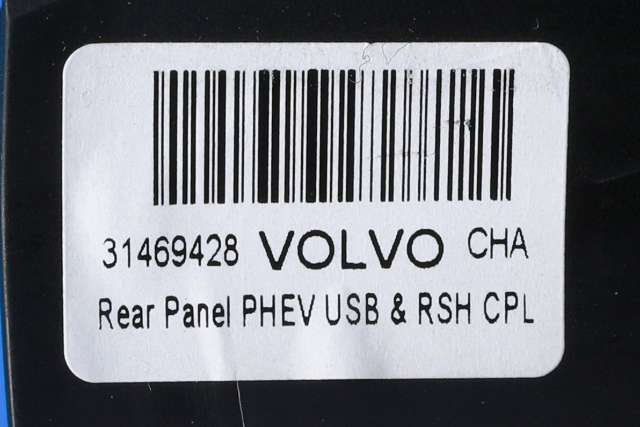 31469428 VOLVO CHA
Rear Panel PHEV USB & RSH CPL